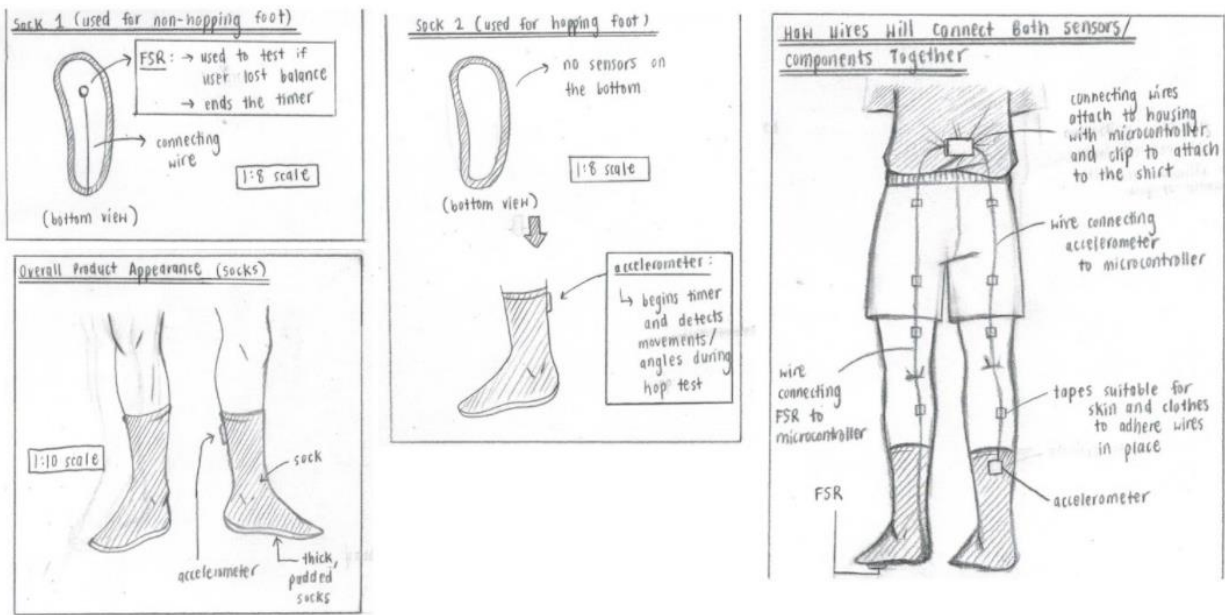 Sock 1 (used for non-hopping foot)
FSR: → used to test if
user lost balance
→ ends the timer
connecting
wire
1:8 scale
(bottom view)
Overall Product Appearance (socks)
1:10 scale
sock
accelerometer
thick,
padded
socks
Sock 2 (used for hopping foot)
no sensors on
the bottom
1:8 scale
(bottom view)
accelerometer:
↳ begins timer
and detects
movements/
angles during
hop test
How Wires Will Connect Both Sensors/
Components Together
connecting wires
attach to housing
with microcontroller
and clip to attach
to the shirt
wire connecting
accelerometer
to microcontroller
wire
connecting
FSR to
microcontroller
tapes suitable for
skin and clothes
to adhere wires
in place
FSR
accelerometer